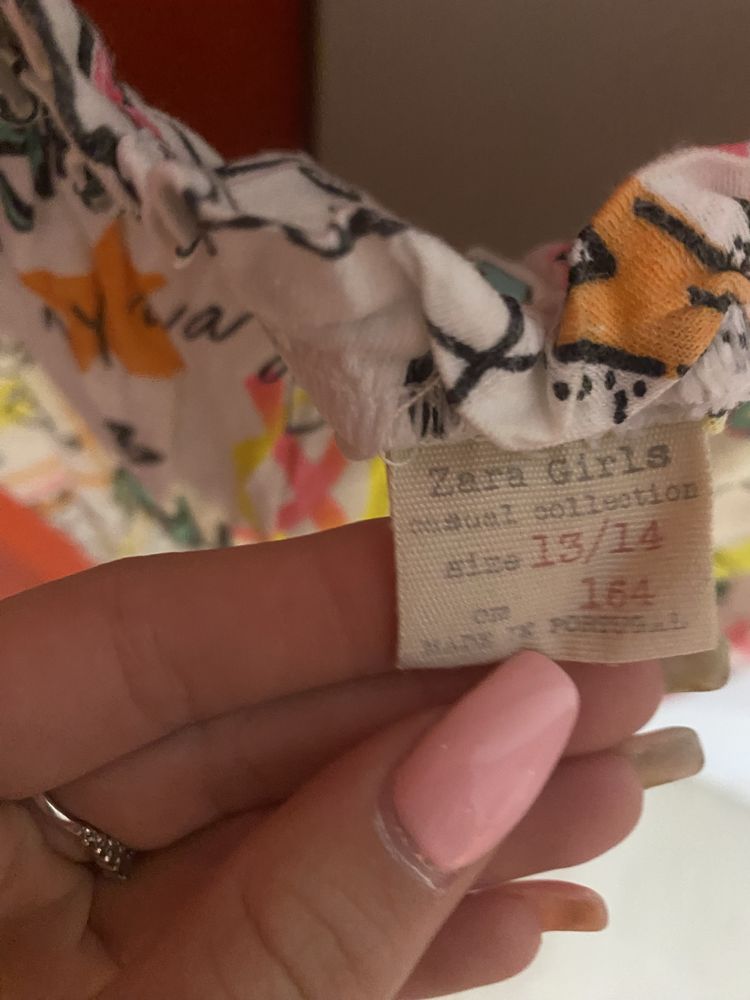 Zara Girls
casual collection
size 13/14
cm 164
MADE IN PORTUGAL